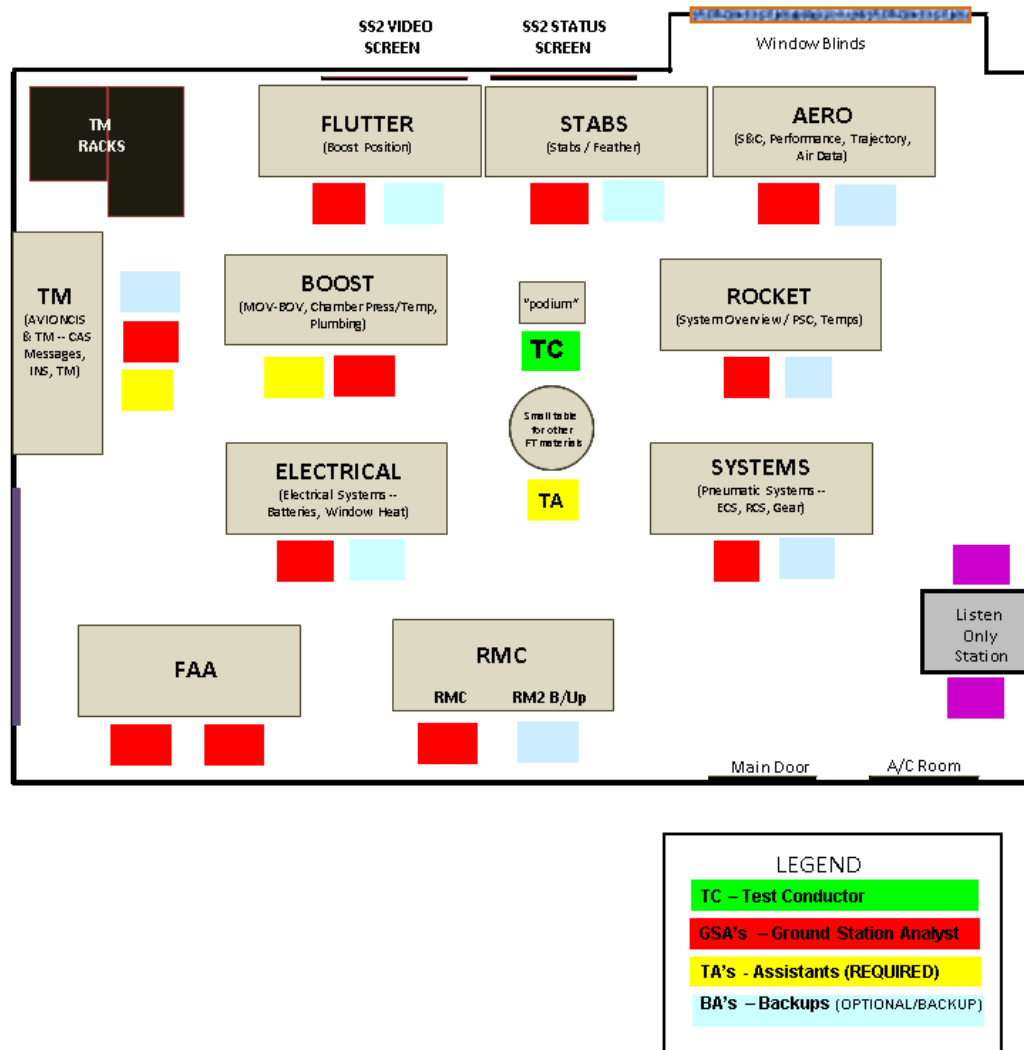 SS2 VIDEO
SCREEN
SS2 STATUS
SCREEN
Window Blinds
TM
RACKS
FLUTTER
(Boost Position)
STABS
(Stabs / Feather)
AERO
(S&C, Performance, Trajectory,
Air Data)
TM
(AVIONCIS
& TM -- CAS
Messages,
INS, TM)
BOOST
(MOV-BOV, Chamber Press/Temp,
Plumbing)
"podium"
TC
ROCKET
(System Overview / PSC, Temps)
Small table
for other
FT materials
ELECTRICAL
(Electrical Systems --
Batteries, Window Heat)
TA
SYSTEMS
(Pneumatic Systems --
ECS, RCS, Gear)
Listen
Only
Station
FAA
RMC
RMC
RM2 B/Up
Main Door
A/C Room
LEGEND
TC – Test Conductor
GSA's – Ground Station Analyst
TA's - Assistants (REQUIRED)
BA's – Backups (OPTIONAL/BACKUP)